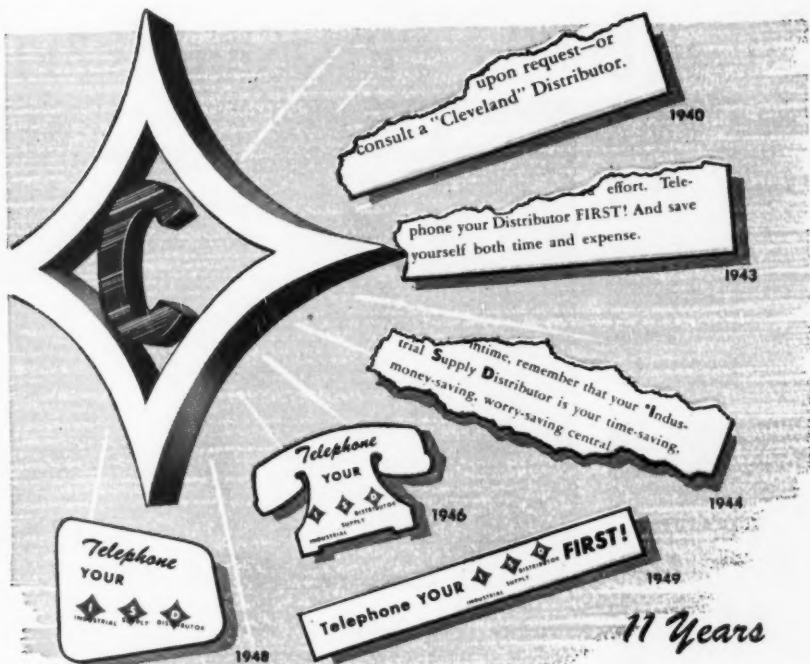 upon request—or
consult a "Cleveland" Distributor.
1940
effort. Tele-
phone your Distributor FIRST! And save
yourself both time and expense.
1943
ntime, remember that your *Indus-
trial Supply Distributor is your time-saving,
money-saving, worry-saving central
1944
C
Telephone
YOUR
I S D
INDUSTRIAL SUPPLY DISTRIBUTOR
1946
Telephone
YOUR
I S D
INDUSTRIAL SUPPLY DISTRIBUTOR
1948
Telephone YOUR I S D FIRST!
INDUSTRIAL SUPPLY DISTRIBUTOR
1949
11 Years